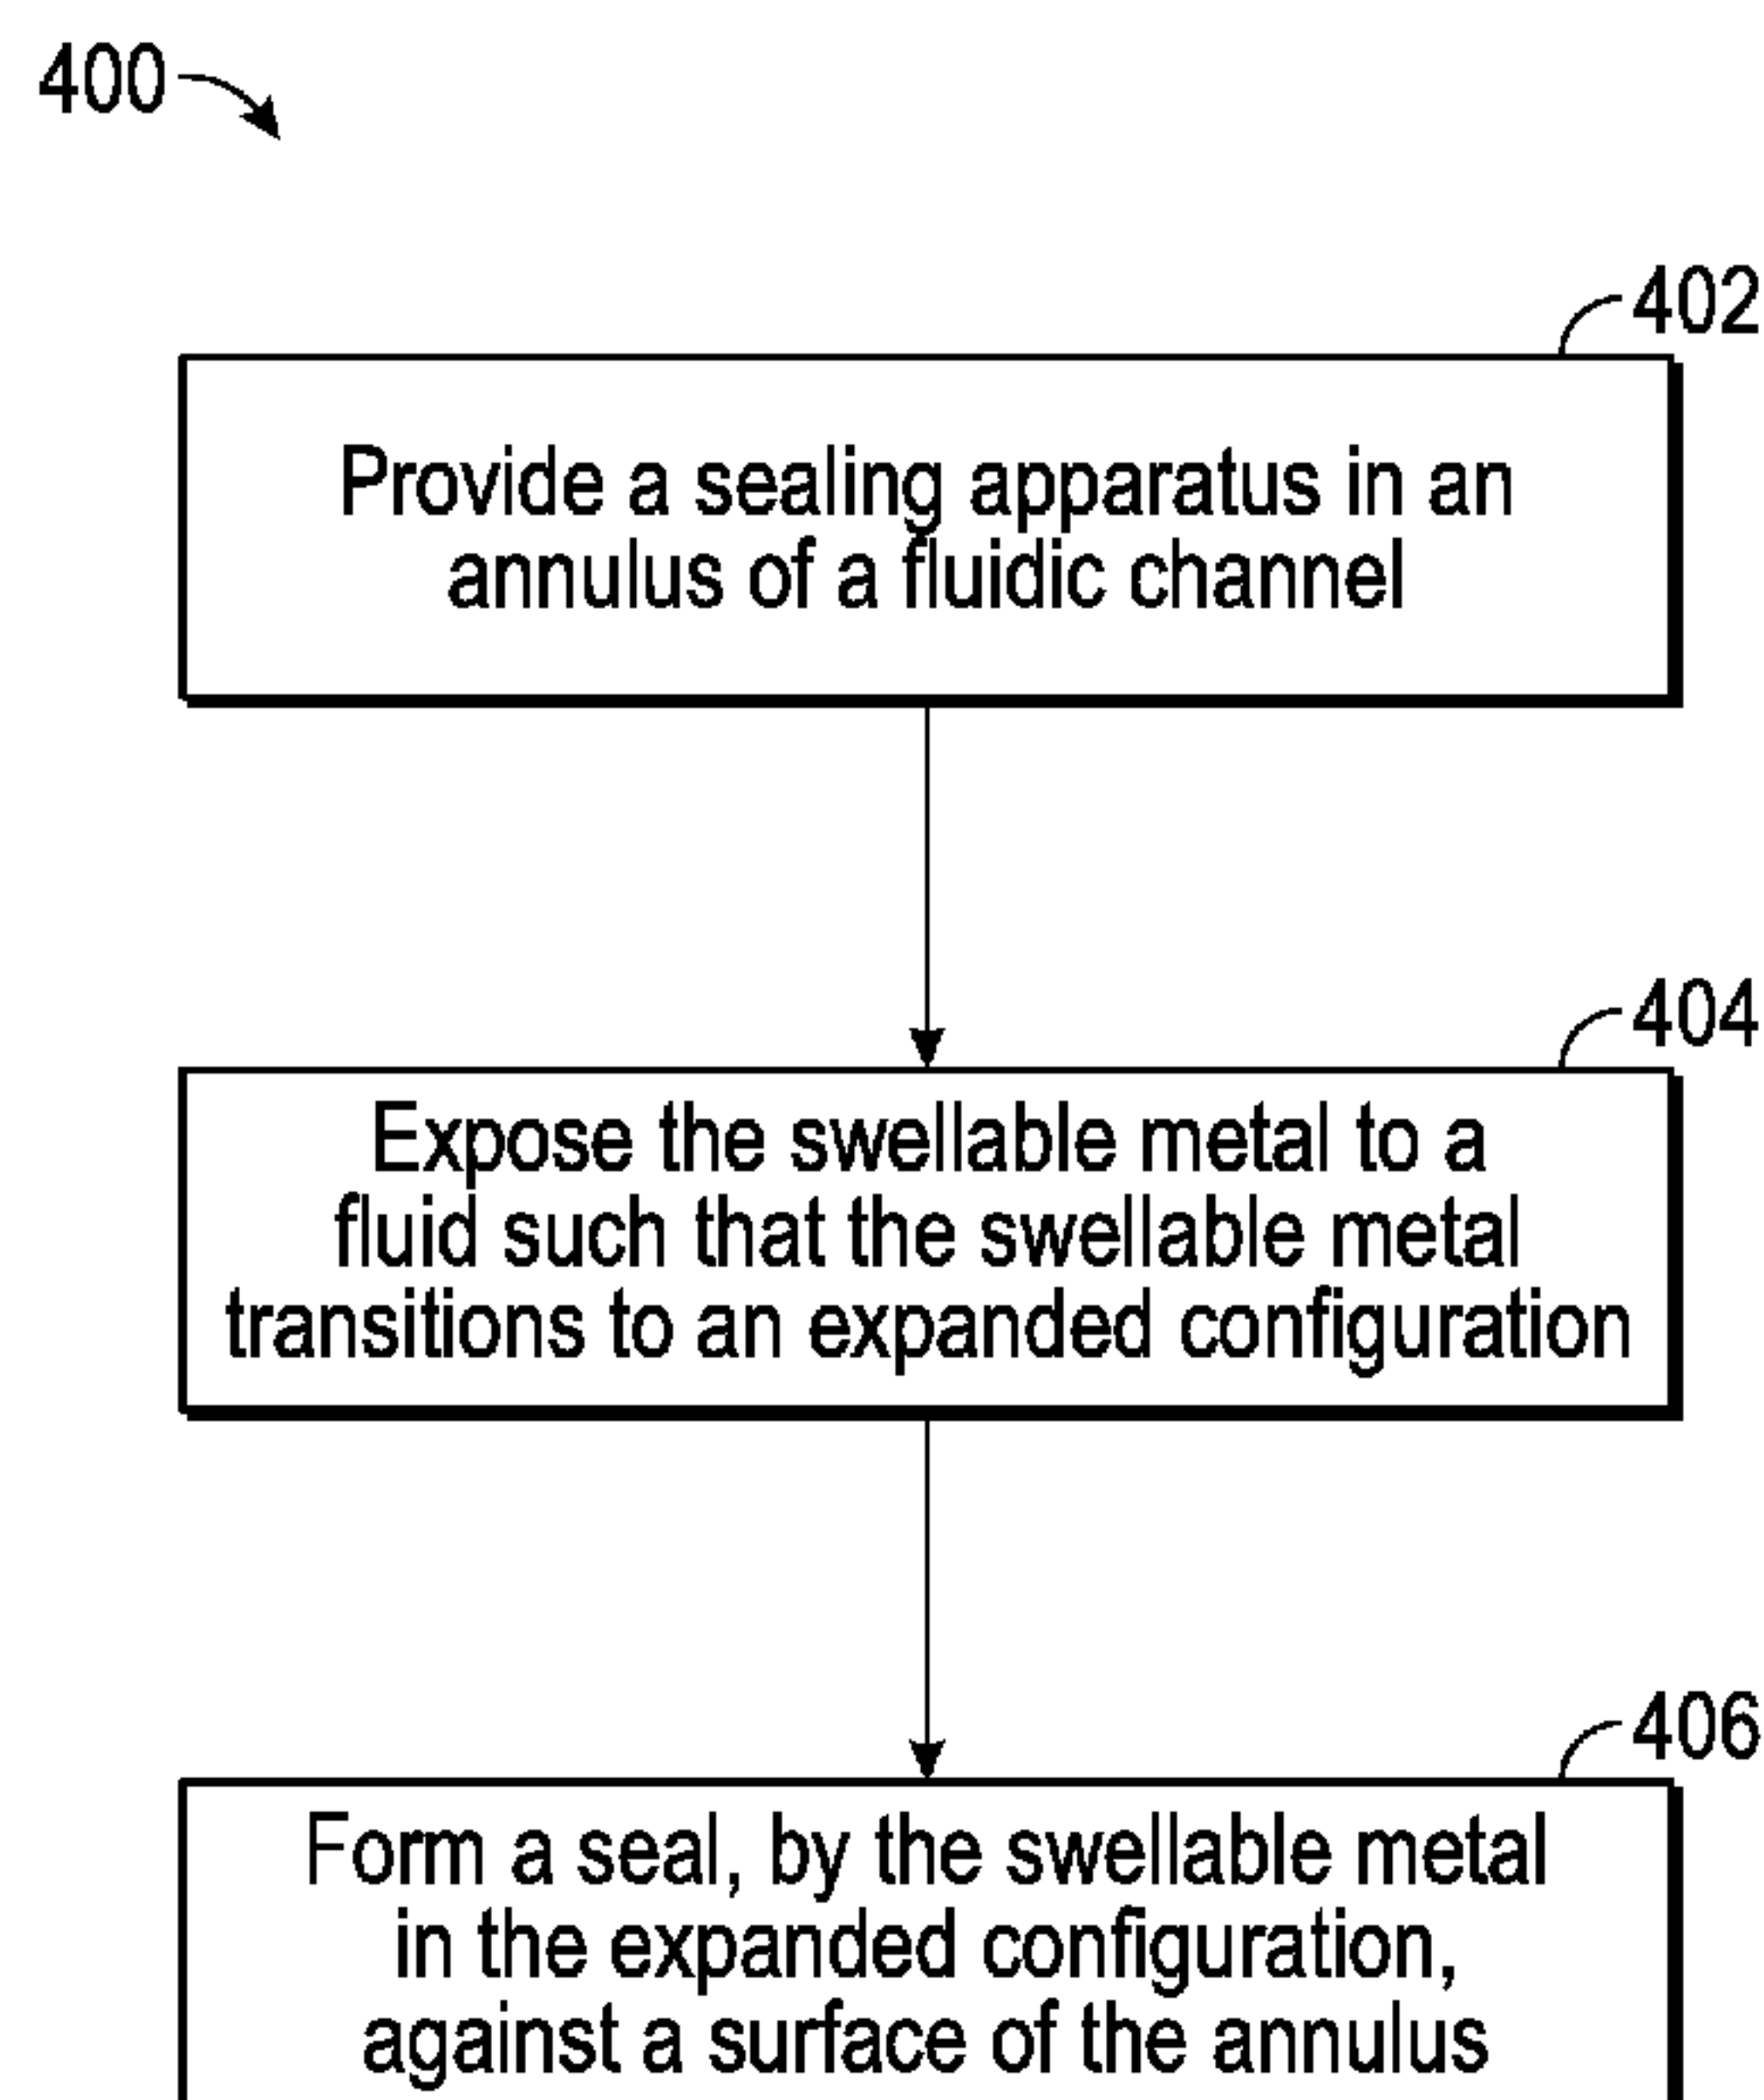 400
402
Provide a sealing apparatus in an
annulus of a fluidic channel
404
Expose the swellable metal to a
fluid such that the swellable metal
transitions to an expanded configuration
406
Form a seal, by the swellable metal
in the expanded configuration,
against a surface of the annulus